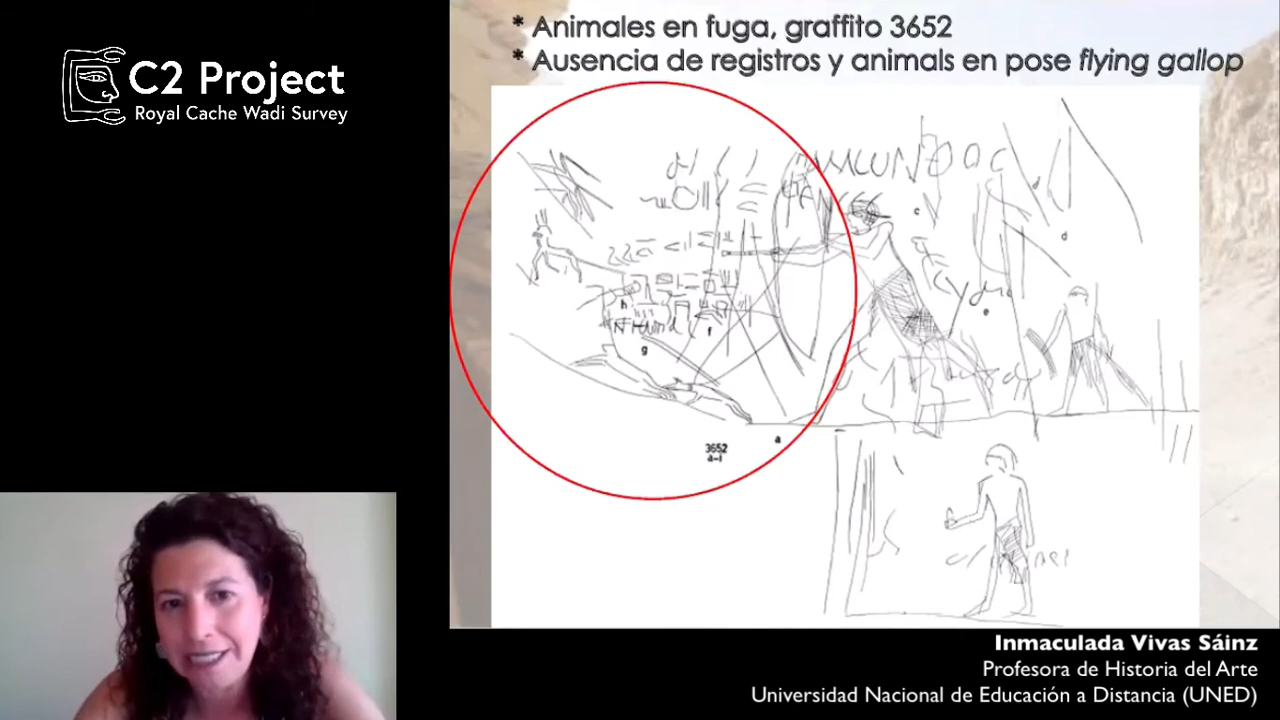 * Animales en fuga, graffito 3652
* Ausencia de registros y animals en pose flying gallop
C2 Project
Royal Cache Wadi Survey
c
d
e
h
f
g
a
3652
a-i
Inmaculada Vivas Sáinz
Profesora de Historia del Arte
Universidad Nacional de Educación a Distancia (UNED)